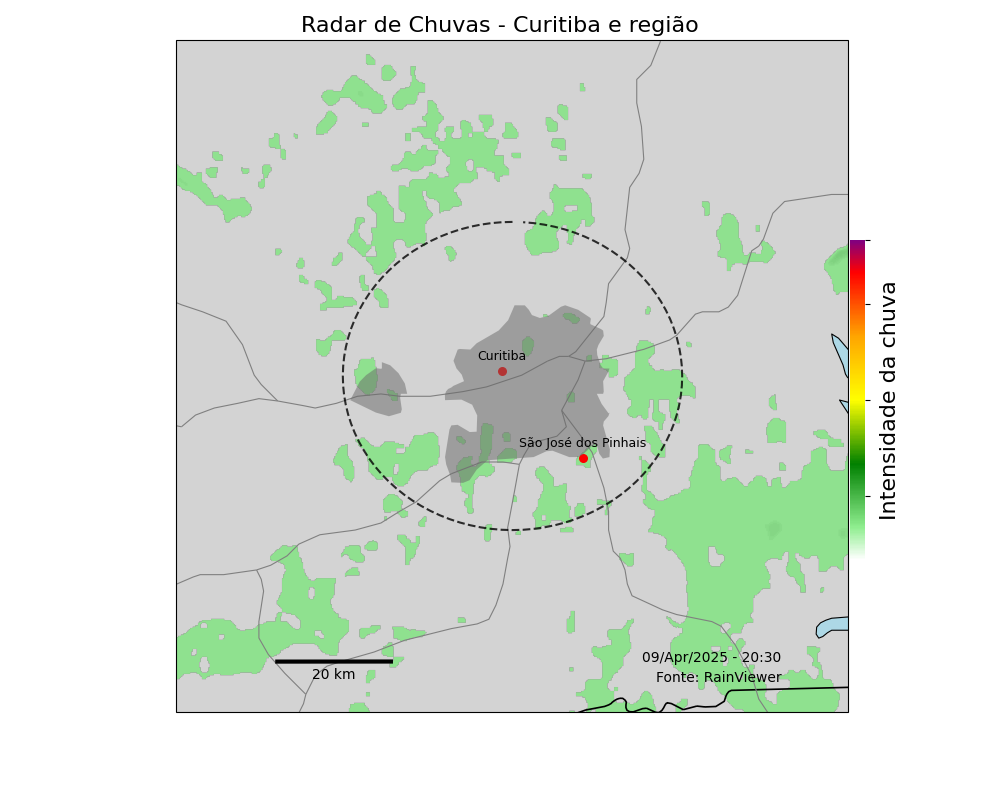 Radar de Chuvas - Curitiba e região
Curitiba
São José dos Pinhais
Intensidade da chuva
09/Apr/2025 - 20:30
Fonte: RainViewer
20 km